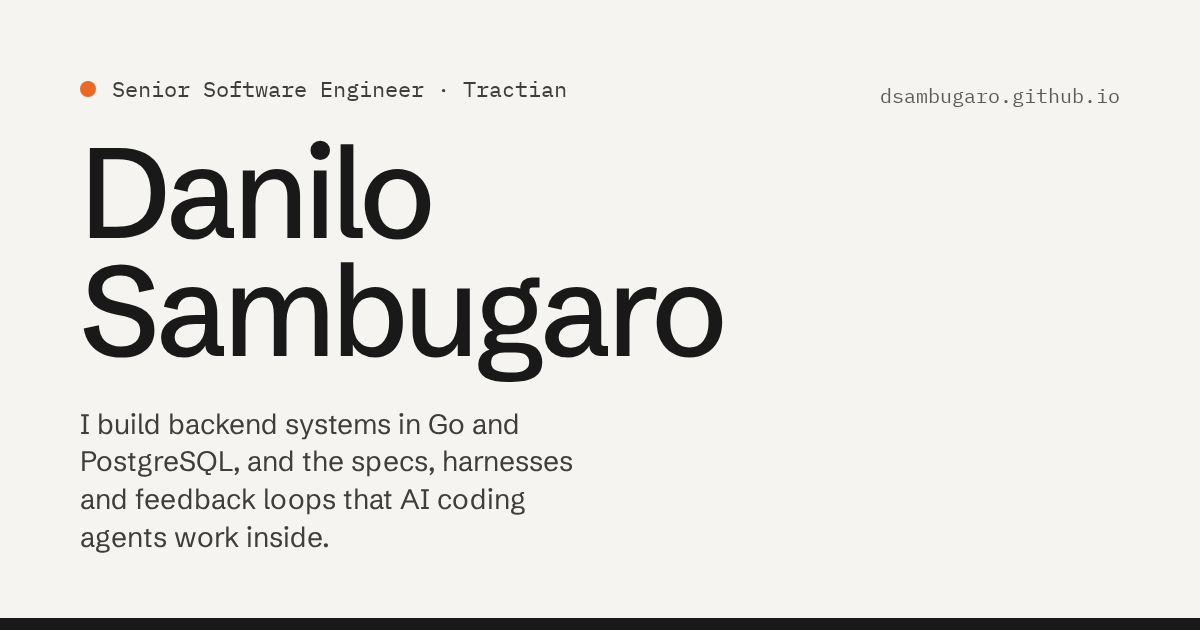 Senior Software Engineer · Tractian
dsambugaro.github.io
Danilo
Sambugaro
I build backend systems in Go and
PostgreSQL, and the specs, harnesses
and feedback loops that AI coding
agents work inside.